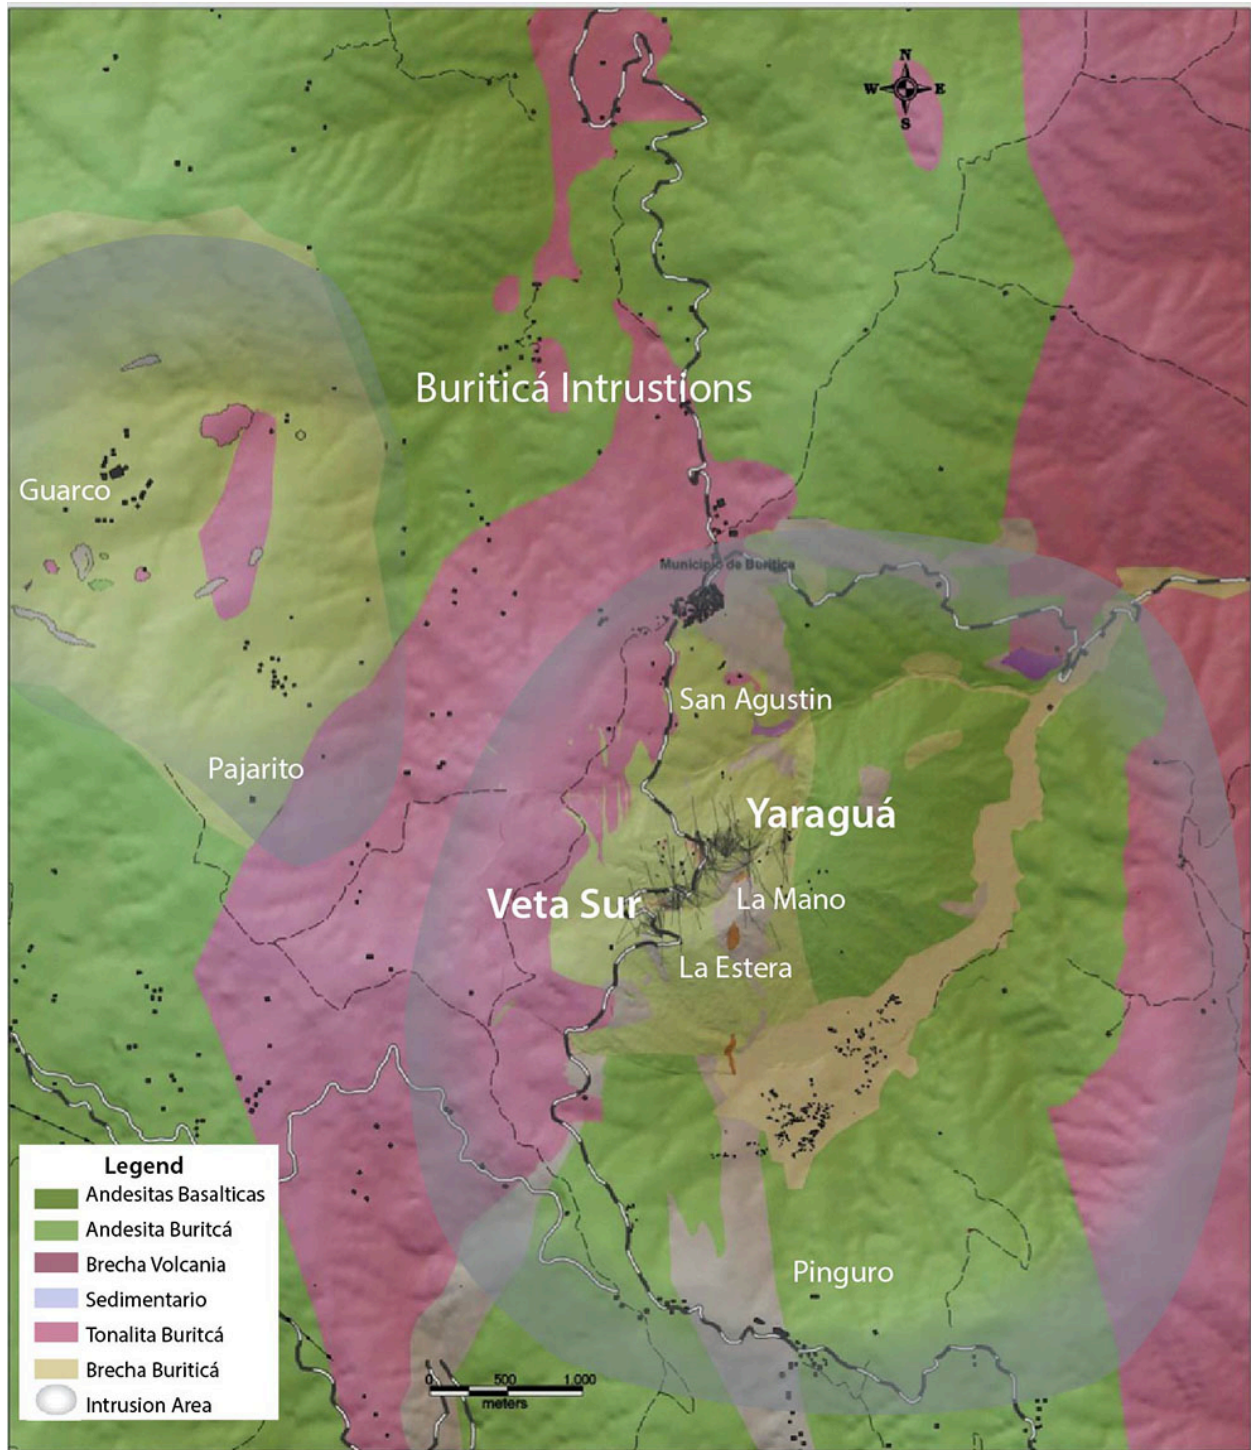 N
W E
S
Buriticá Intrustions
Guarco
Municipio de Buritica
San Agustin
Pajarito
Yaraguá
Veta Sur
La Mano
La Estera
Pinguro
Legend
Andesitas Basalticas
Andesita Buritcá
Brecha Volcania
Sedimentario
Tonalita Buritcá
Brecha Buriticá
Intrusion Area
0 500 1.000
meters